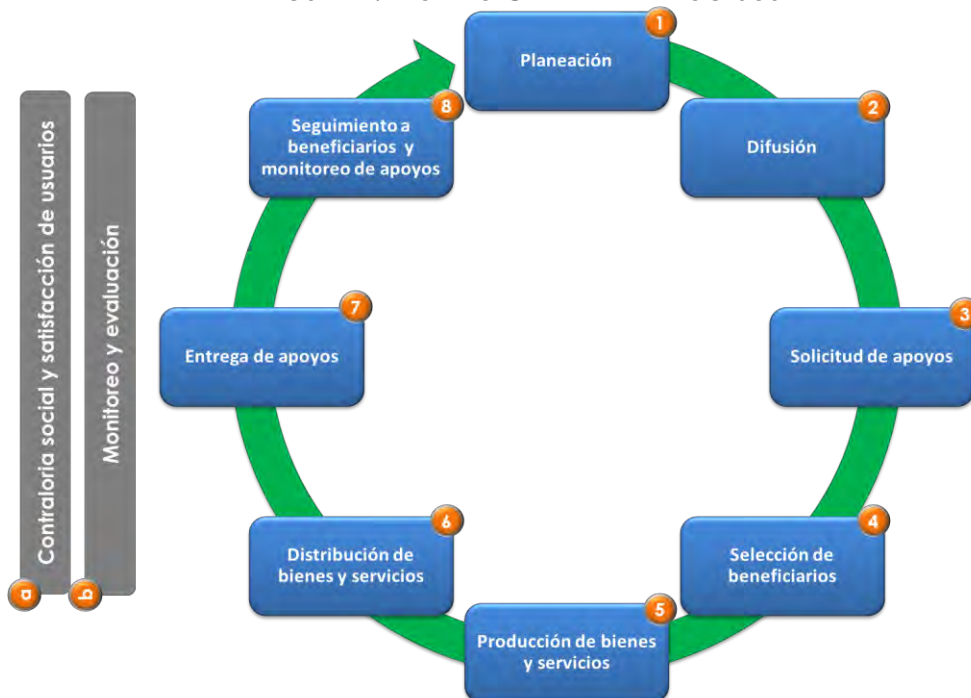 1
Planeación
2
Difusión
3
Solicitud de apoyos
4
Selección de
beneficiarios
5
Producción de bienes
y servicios
6
Distribución de
bienes y servicios
7
Entrega de apoyos
8
Seguimiento a
beneficiarios y
monitoreo de apoyos
a
Contraloria social y satisfacción de usuarios
b
Monitoreo y evaluación